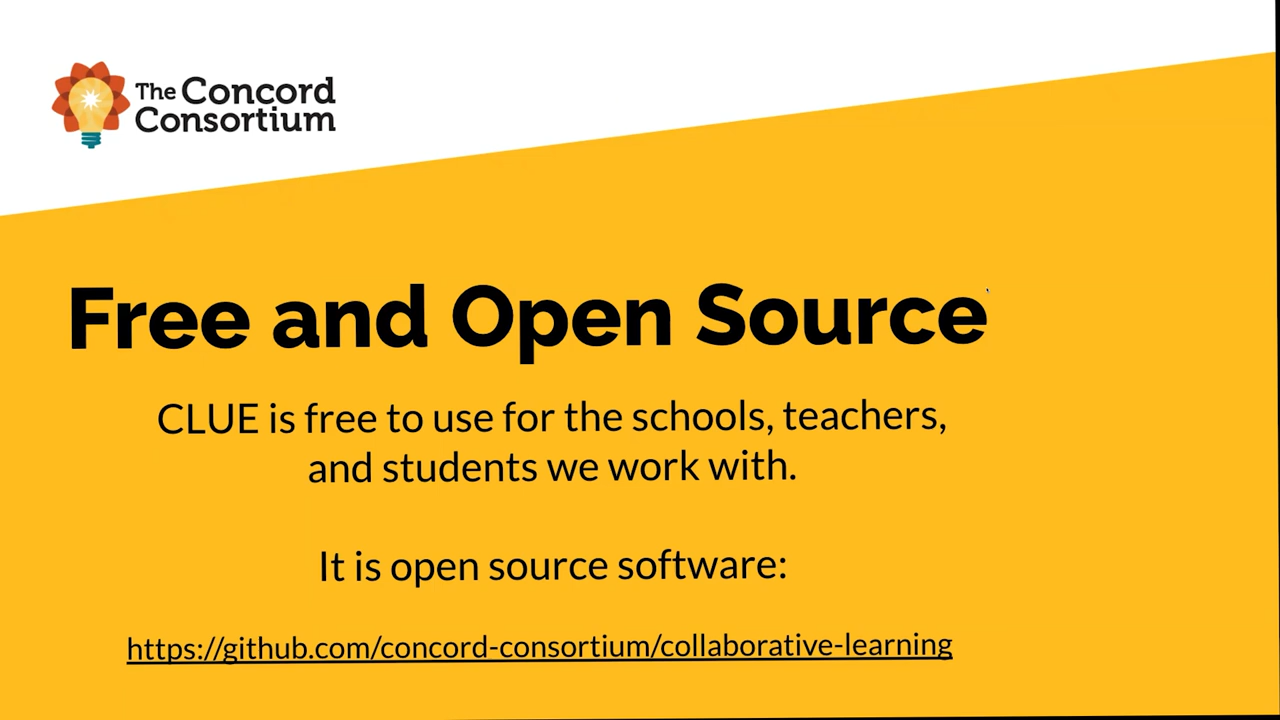 The Concord
Consortium
Free and Open Source
CLUE is free to use for the schools, teachers,
and students we work with.
It is open source software:
https://github.com/concord-consortium/collaborative-learning